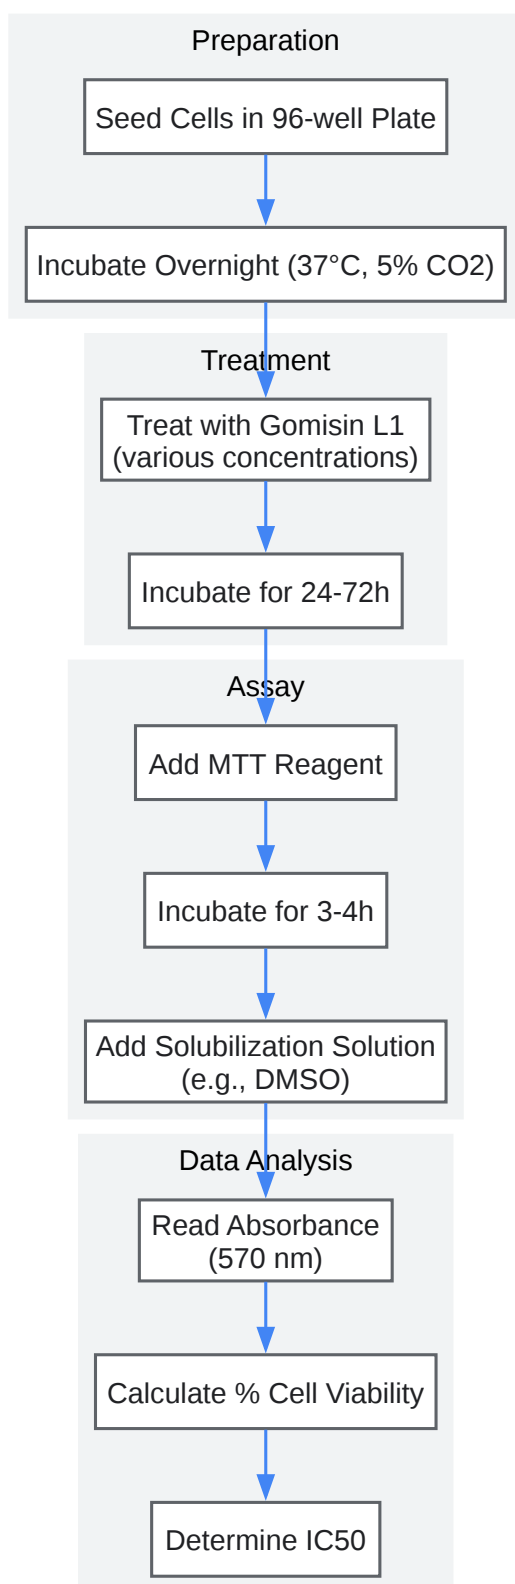 Preparation
Seed Cells in 96-well Plate
Incubate Overnight (37°C, 5% CO2)
Treatment
Treat with Gomisin L1
(various concentrations)
Incubate for 24-72h
Assay
Add MTT Reagent
Incubate for 3-4h
Add Solubilization Solution
(e.g., DMSO)
Data Analysis
Read Absorbance
(570 nm)
Calculate % Cell Viability
Determine IC50